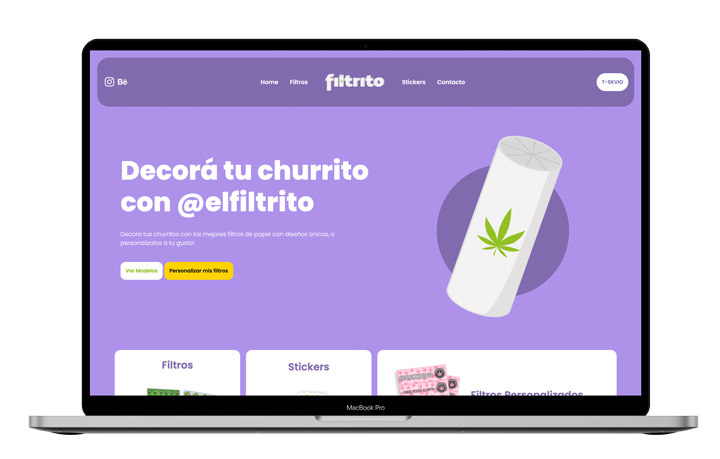 Bē
Home
Filtros
filtrito
Stickers
Contacto
T-SKVIO
Decorá tu churrito
con @elfiltrito
Decora tus churritos con los mejores filtros de papel con diseños únicos, o
personalizalos a tu gusto!
Ver Modelos
Personalizar mis filtros
Filtros
Stickers
Filtros Personalizados
MacBook Pro